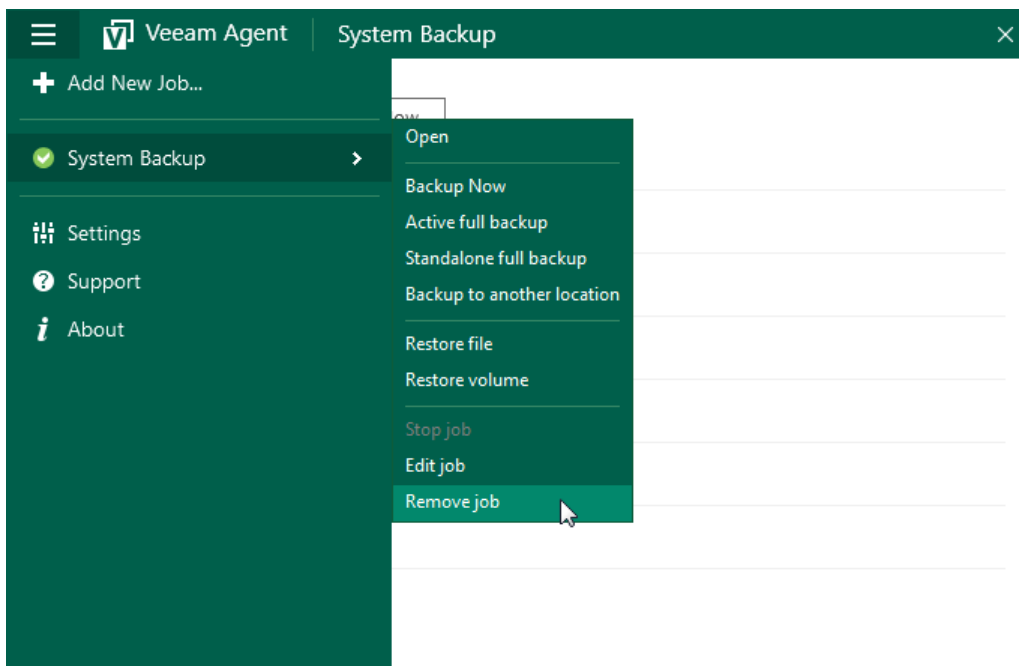 Veeam Agent
System Backup
Add New Job...
System Backup
Open
Backup Now
Active full backup
Standalone full backup
Backup to another location
Restore file
Restore volume
Stop job
Edit job
Remove job
Settings
Support
About